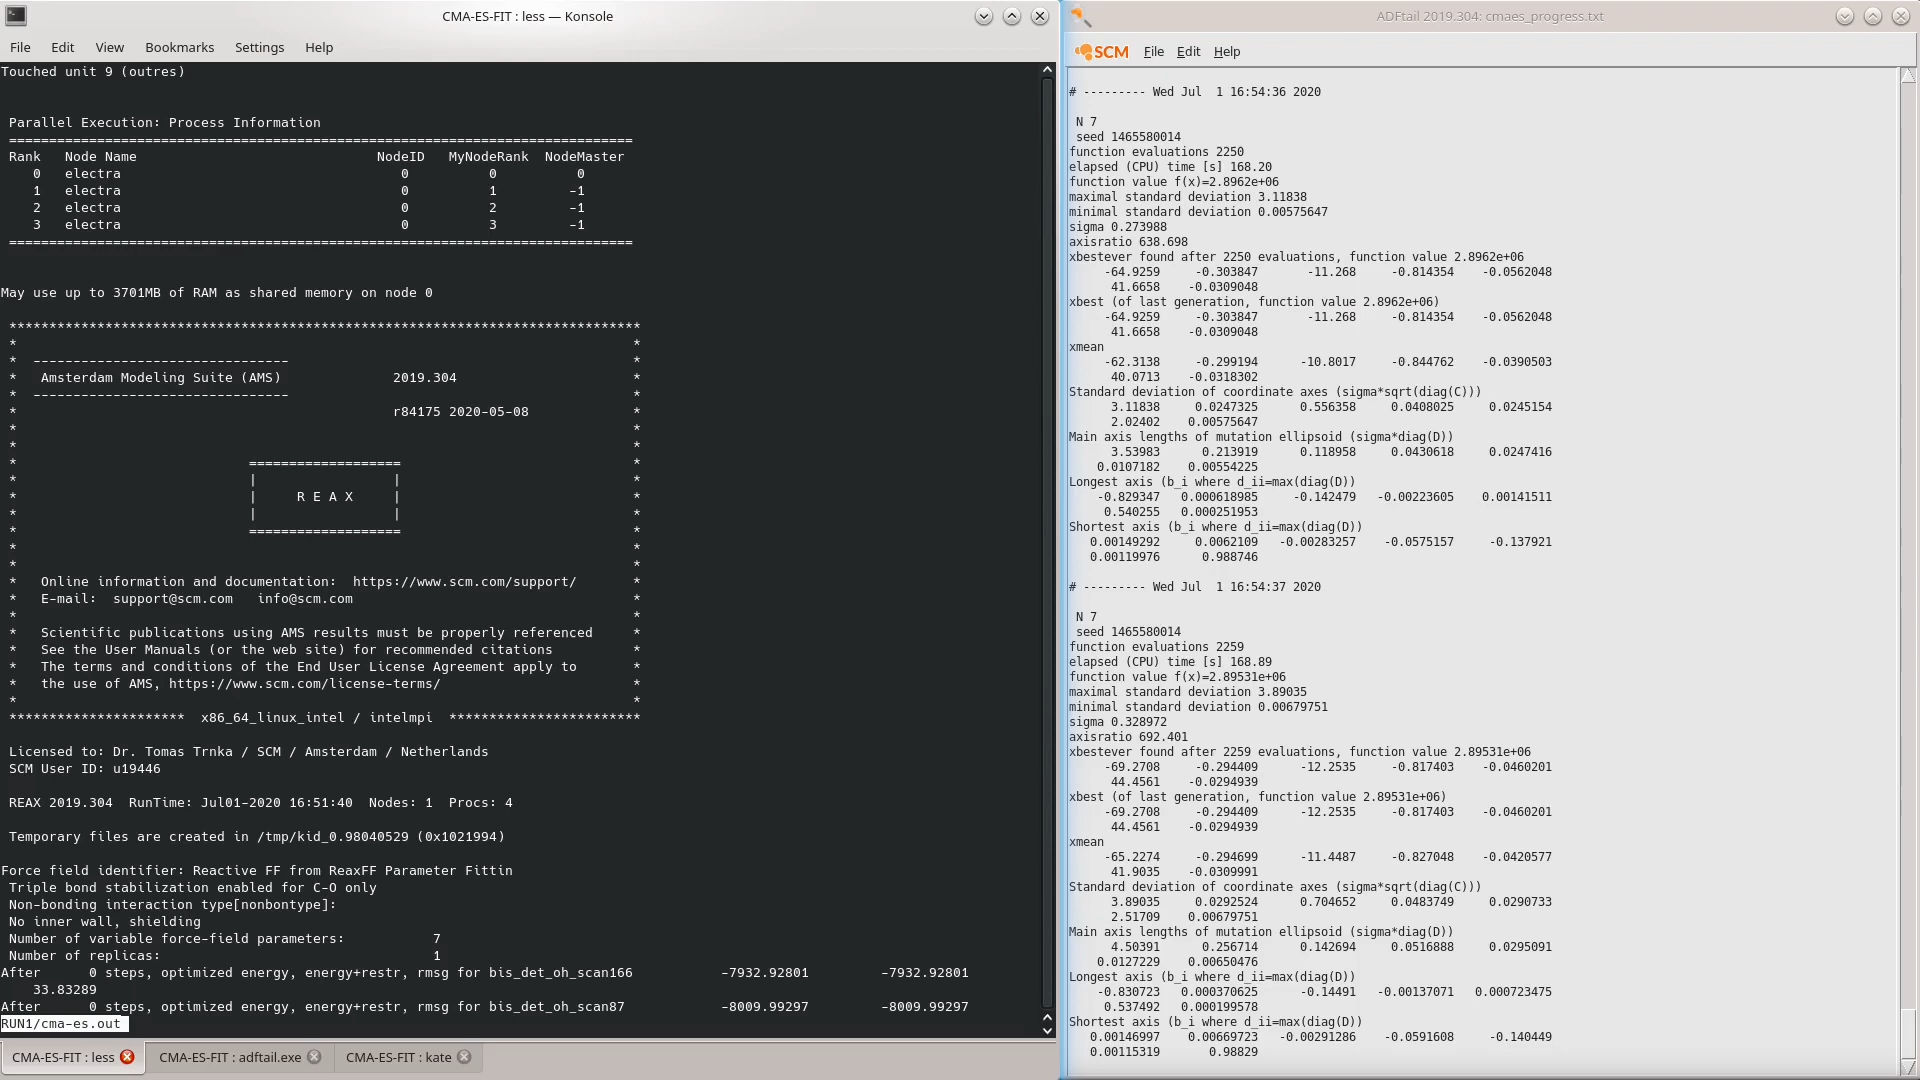 CMA-ES-FIT : less — Konsole
File Edit View Bookmarks Settings Help
Touched unit 9 (outres)
Parallel Execution: Process Information
===============================================================================
Rank Node Name NodeID MyNodeRank NodeMaster
0 electra 0 0 0
1 electra 0 1 -1
2 electra 0 2 -1
3 electra 0 3 -1
===============================================================================
May use up to 3701MB of RAM as shared memory on node 0
*******************************************************************************
* *
* -------------------------------- *
* Amsterdam Modeling Suite (AMS) 2019.304 *
* -------------------------------- *
* r84175 2020-05-08 *
* *
* *
* =================== *
* | | *
* | R E A X | *
* | | *
* =================== *
* *
* *
* Online information and documentation: https://www.scm.com/support/ *
* E-mail: support@scm.com info@scm.com *
* *
* Scientific publications using AMS results must be properly referenced *
* See the User Manuals (or the web site) for recommended citations *
* The terms and conditions of the End User License Agreement apply to *
* the use of AMS, https://www.scm.com/license-terms/ *
* *
********************** x86_64_linux_intel / intelmpi ************************
Licensed to: Dr. Tomas Trnka / SCM / Amsterdam / Netherlands
SCM User ID: u19446
REAX 2019.304 RunTime: Jul01-2020 16:51:40 Nodes: 1 Procs: 4
Temporary files are created in /tmp/kid_0.98040529 (0x1021994)
Force field identifier: Reactive FF from ReaxFF Parameter Fittin
Triple bond stabilization enabled for C-O only
Non-bonding interaction type[nonbontype]:
No inner wall, shielding
Number of variable force-field parameters: 7
Number of replicas: 1
After 0 steps, optimized energy, energy+restr, rmsg for bis_det_oh_scan166 -7932.92801 -7932.92801
33.83289
After 0 steps, optimized energy, energy+restr, rmsg for bis_det_oh_scan87 -8009.99297 -8009.99297
RUN1/cma-es.out
CMA-ES-FIT : less CMA-ES-FIT : adftail.exe CMA-ES-FIT : kate
ADFtail 2019.304: cmaes_progress.txt
SCM File Edit Help
# --------- Wed Jul 1 16:54:36 2020
N 7
seed 1465580014
function evaluations 2250
elapsed (CPU) time [s] 168.20
function value f(x)=2.8962e+06
maximal standard deviation 3.11838
minimal standard deviation 0.00575647
sigma 0.273988
axisratio 638.698
xbestever found after 2250 evaluations, function value 2.8962e+06
-64.9259 -0.303847 -11.268 -0.814354 -0.0562048
41.6658 -0.0309048
xbest (of last generation, function value 2.8962e+06)
-64.9259 -0.303847 -11.268 -0.814354 -0.0562048
41.6658 -0.0309048
xmean
-62.3138 -0.299194 -10.8017 -0.844762 -0.0390503
40.0713 -0.0318302
Standard deviation of coordinate axes (sigma*sqrt(diag(C)))
3.11838 0.0247325 0.556358 0.0408025 0.0245154
2.02402 0.00575647
Main axis lengths of mutation ellipsoid (sigma*diag(D))
3.53983 0.213919 0.118958 0.0430618 0.0247416
0.0107182 0.00554225
Longest axis (b_i where d_ii=max(diag(D))
-0.829347 0.000618985 -0.142479 -0.00223605 0.00141511
0.540255 0.000251953
Shortest axis (b_i where d_ii=max(diag(D))
0.00149292 0.0062109 -0.00283257 -0.0575157 -0.137921
0.00119976 0.988746
# --------- Wed Jul 1 16:54:37 2020
N 7
seed 1465580014
function evaluations 2259
elapsed (CPU) time [s] 168.89
function value f(x)=2.89531e+06
maximal standard deviation 3.89035
minimal standard deviation 0.00679751
sigma 0.328972
axisratio 692.401
xbestever found after 2259 evaluations, function value 2.89531e+06
-69.2708 -0.294409 -12.2535 -0.817403 -0.0460201
44.4561 -0.0294939
xbest (of last generation, function value 2.89531e+06)
-69.2708 -0.294409 -12.2535 -0.817403 -0.0460201
44.4561 -0.0294939
xmean
-65.2274 -0.294699 -11.4487 -0.827048 -0.0420577
41.9035 -0.0309991
Standard deviation of coordinate axes (sigma*sqrt(diag(C)))
3.89035 0.0292524 0.704652 0.0483749 0.0290733
2.51709 0.00679751
Main axis lengths of mutation ellipsoid (sigma*diag(D))
4.50391 0.256714 0.142694 0.0516888 0.0295091
0.0127229 0.00650476
Longest axis (b_i where d_ii=max(diag(D))
-0.830723 0.000370625 -0.14491 -0.00137071 0.000723475
0.537492 0.000199578
Shortest axis (b_i where d_ii=max(diag(D))
0.00146997 0.00669723 -0.00291286 -0.0591608 -0.140449
0.00115319 0.98829